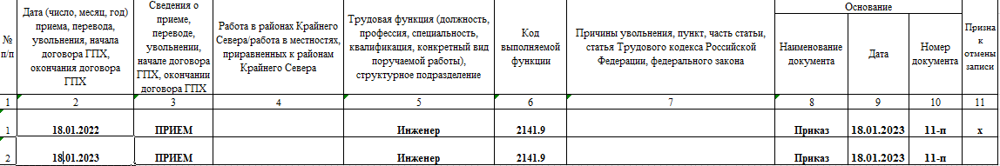 № п/п
Дата (число, месяц, год) приема, перевода, увольнения, начала договора ГПХ, окончания договора ГПХ
Сведения о приеме, переводе, увольнении, начале договора ГПХ, окончании договора ГПХ
Работа в районах Крайнего Севера/работа в местностях, приравненных к районам Крайнего Севера
Трудовая функция (должность, профессия, специальность, квалификация, конкретный вид поручаемой работы), структурное подразделение
Код выполняемой функции
Причины увольнения, пункт, часть статьи, статья Трудового кодекса Российской Федерации, федерального закона
Основание
Наименование документа
Дата
Номер документа
Призна к отмены записи
1 2 3 4 5 6 7 8 9 10 11
1 18.01.2022 ПРИЕМ Инженер 2141.9 Приказ 18.01.2023 11-п х
2 18.01.2023 ПРИЕМ Инженер 2141.9 Приказ 18.01.2023 11-п